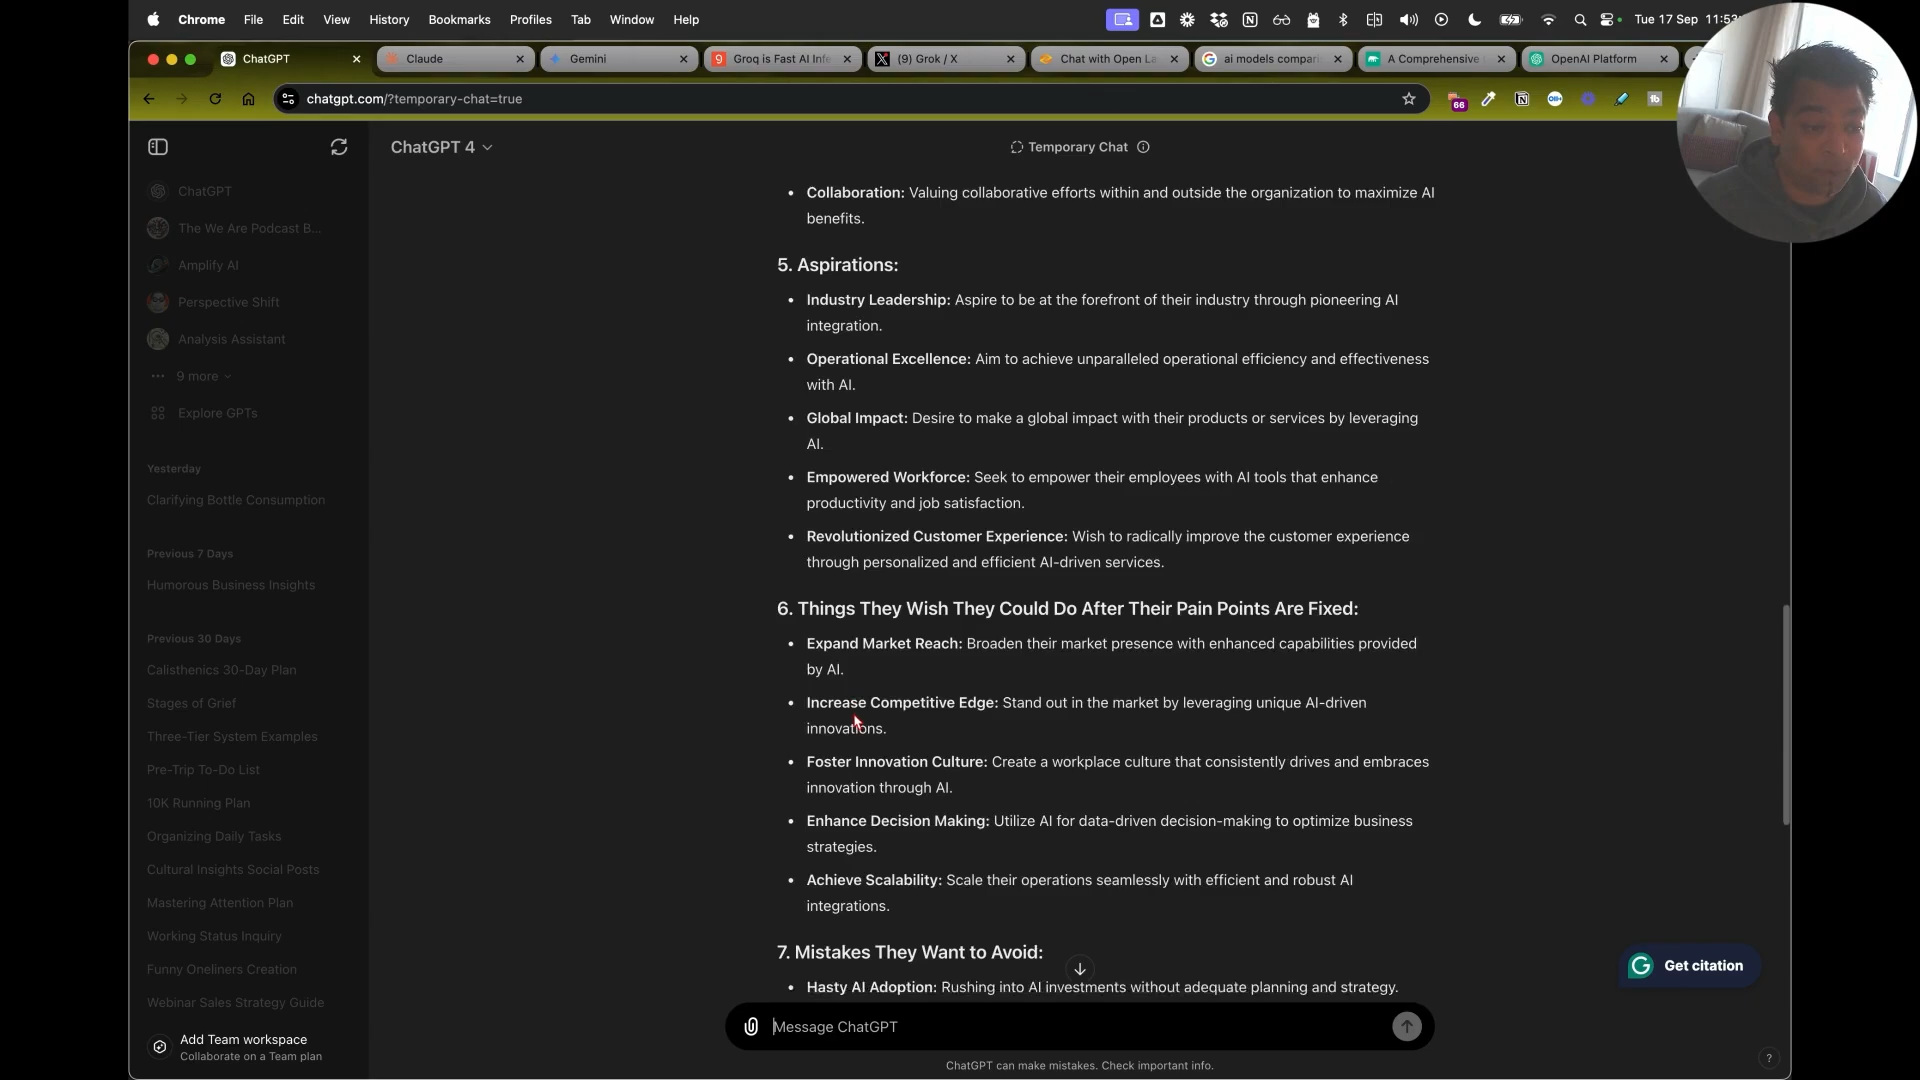 Chrome File Edit View History Bookmarks Profiles Tab Window Help
Tue 17 Sep 11:53
ChatGPT
Claude
Gemini
Groq is Fast AI Infe
(9) Grok / X
Chat with Open La
ai models compari
A Comprehensive
OpenAI Platform
chatgpt.com/?temporary-chat=true
66
ChatGPT 4
Temporary Chat
ChatGPT
The We Are Podcast B...
Amplify AI
Perspective Shift
Analysis Assistant
9 more
Explore GPTs
Yesterday
Clarifying Bottle Consumption
Previous 7 Days
Humorous Business Insights
Previous 30 Days
Calisthenics 30-Day Plan
Stages of Grief
Three-Tier System Examples
Pre-Trip To-Do List
10K Running Plan
Organizing Daily Tasks
Cultural Insights Social Posts
Mastering Attention Plan
Working Status Inquiry
Funny Oneliners Creation
Webinar Sales Strategy Guide
Add Team workspace
Collaborate on a Team plan
• Collaboration: Valuing collaborative efforts within and outside the organization to maximize AI
benefits.
5. Aspirations:
• Industry Leadership: Aspire to be at the forefront of their industry through pioneering AI
integration.
• Operational Excellence: Aim to achieve unparalleled operational efficiency and effectiveness
with AI.
• Global Impact: Desire to make a global impact with their products or services by leveraging
AI.
• Empowered Workforce: Seek to empower their employees with AI tools that enhance
productivity and job satisfaction.
• Revolutionized Customer Experience: Wish to radically improve the customer experience
through personalized and efficient AI-driven services.
6. Things They Wish They Could Do After Their Pain Points Are Fixed:
• Expand Market Reach: Broaden their market presence with enhanced capabilities provided
by AI.
• Increase Competitive Edge: Stand out in the market by leveraging unique AI-driven
innovations.
• Foster Innovation Culture: Create a workplace culture that consistently drives and embraces
innovation through AI.
• Enhance Decision Making: Utilize AI for data-driven decision-making to optimize business
strategies.
• Achieve Scalability: Scale their operations seamlessly with efficient and robust AI
integrations.
7. Mistakes They Want to Avoid:
• Hasty AI Adoption: Rushing into AI investments without adequate planning and strategy.
Get citation
Message ChatGPT
ChatGPT can make mistakes. Check important info.
?